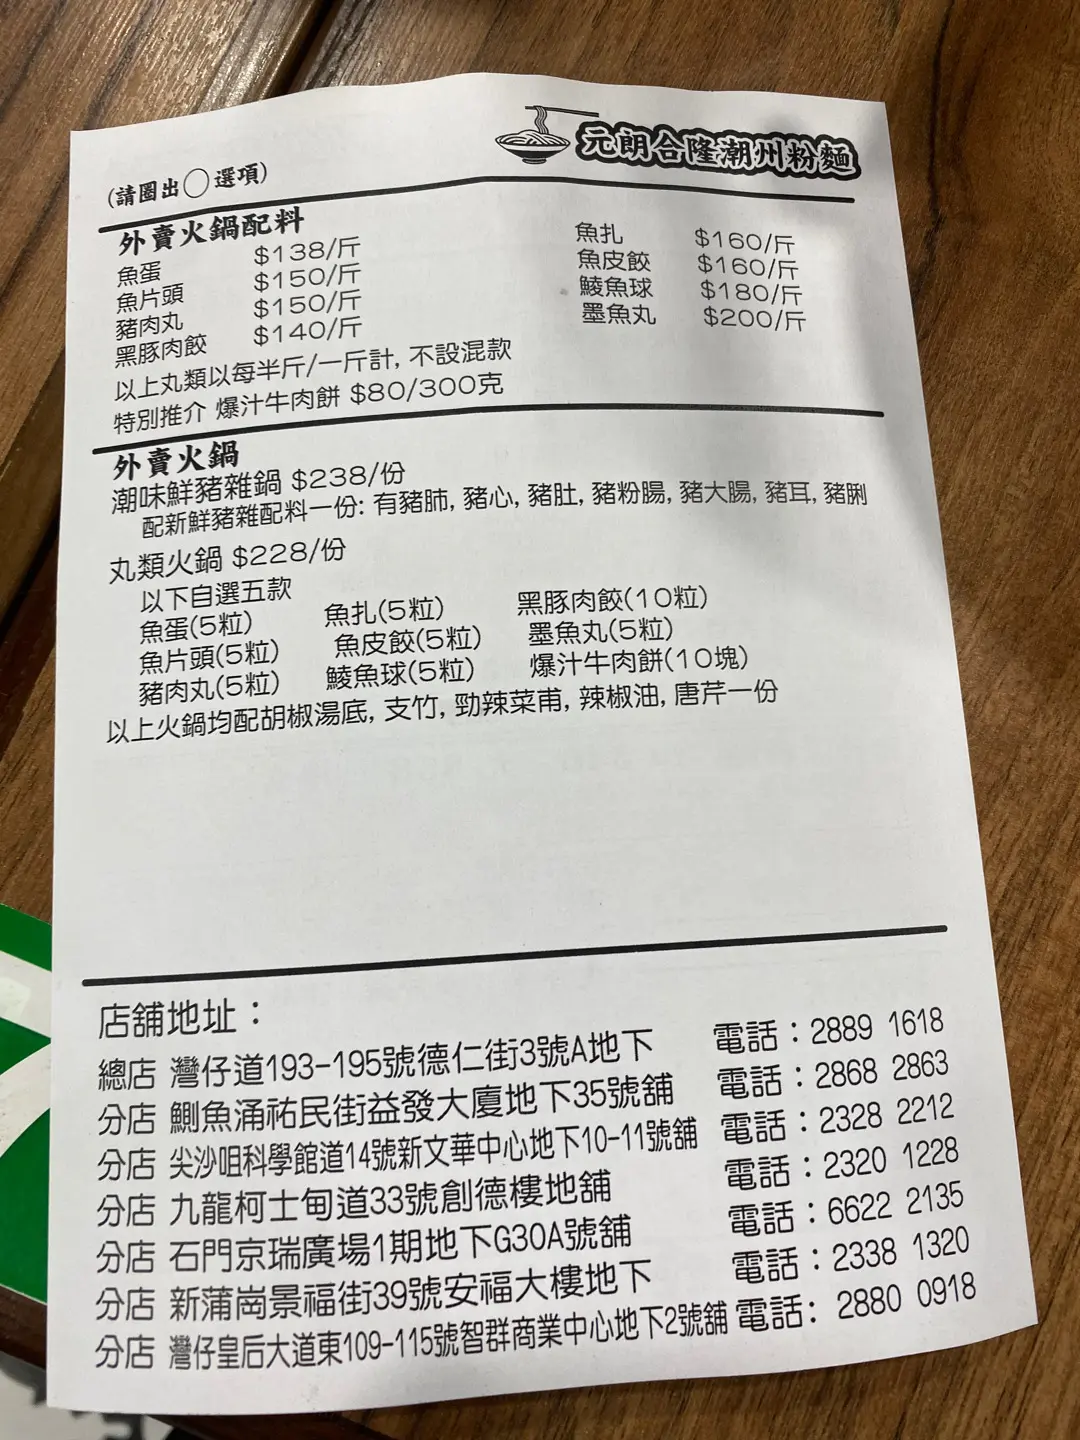 元朗合隆潮州粉麵
(請圈出○選項)
外賣火鍋配料
魚蛋 $138/斤 魚扎 $160/斤
魚片頭 $150/斤 魚皮餃 $160/斤
豬肉丸 $150/斤 鯪魚球 $180/斤
黑豚肉餃 $140/斤 墨魚丸 $200/斤
以上丸類以每半斤/一斤計, 不設混款
特別推介 爆汁牛肉餅 $80/300克
外賣火鍋
潮味鮮豬雜鍋 $238/份
配新鮮豬雜配料一份: 有豬肺, 豬心, 豬肚, 豬粉腸, 豬大腸, 豬耳, 豬脷
丸類火鍋 $228/份
以下自選五款
魚蛋(5粒) 魚扎(5粒) 黑豚肉餃(10粒)
魚片頭(5粒) 魚皮餃(5粒) 墨魚丸(5粒)
豬肉丸(5粒) 鯪魚球(5粒) 爆汁牛肉餅(10塊)
以上火鍋均配胡椒湯底, 支竹, 勁辣菜甫, 辣椒油, 唐芹一份
店舖地址：
總店 灣仔道193-195號德仁街3號A地下 電話：2889 1618
分店 鰂魚涌祐民街益發大廈地下35號舖 電話：2868 2863
分店 尖沙咀科學館道14號新文華中心地下10-11號舖 電話：2328 2212
分店 九龍柯士甸道33號創德樓地舖 電話：2320 1228
分店 石門京瑞廣場1期地下G30A號舖 電話：6622 2135
分店 新蒲崗景福街39號安福大樓地下 電話：2338 1320
分店 灣仔皇后大道東109-115號智群商業中心地下2號舖 電話: 2880 0918